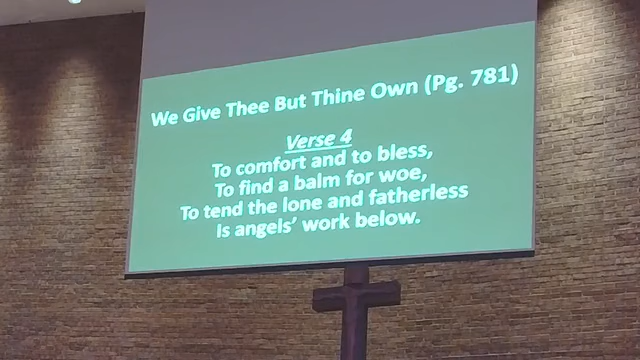 We Give Thee But Thine Own (Pg. 781)
Verse 4
To comfort and to bless,
To find a balm for woe,
To tend the lone and fatherless
Is angels' work below.